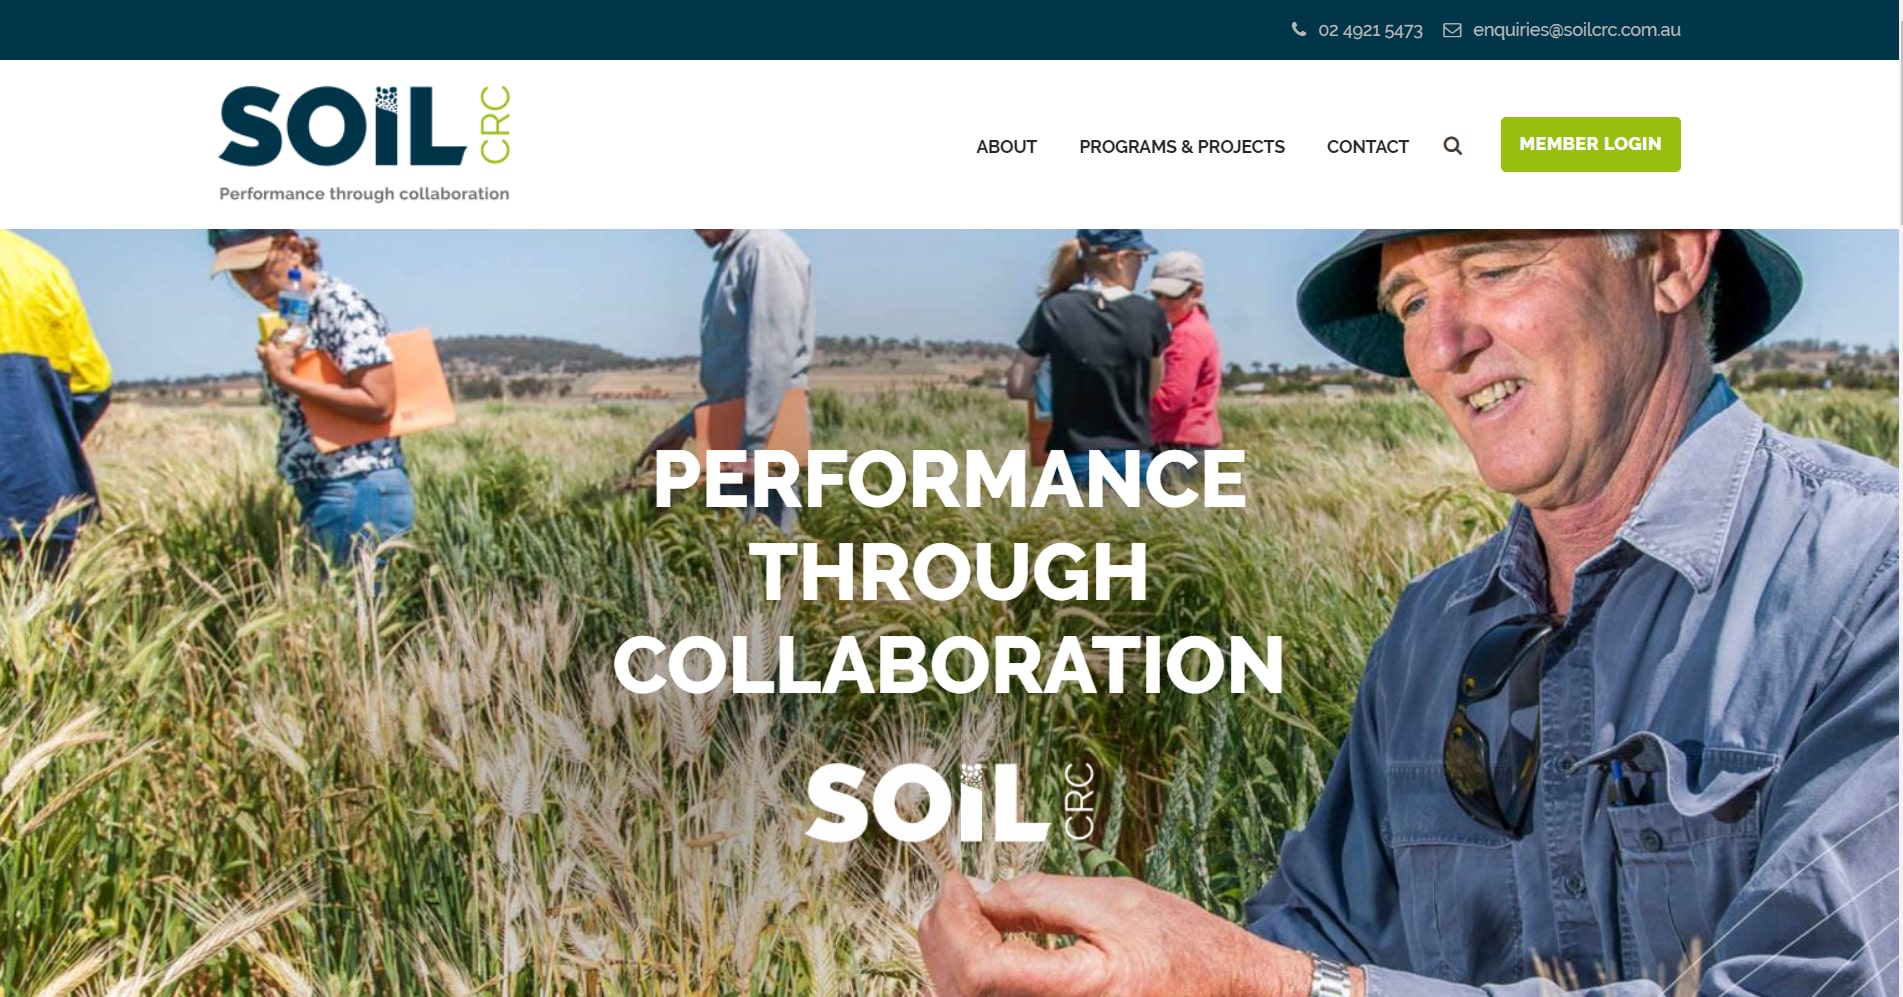 02 4921 5473 enquiries@soilcrc.com.au
SOIL CRC
Performance through collaboration
ABOUT PROGRAMS & PROJECTS CONTACT MEMBER LOGIN
PERFORMANCE
THROUGH
COLLABORATION
SOIL CRC